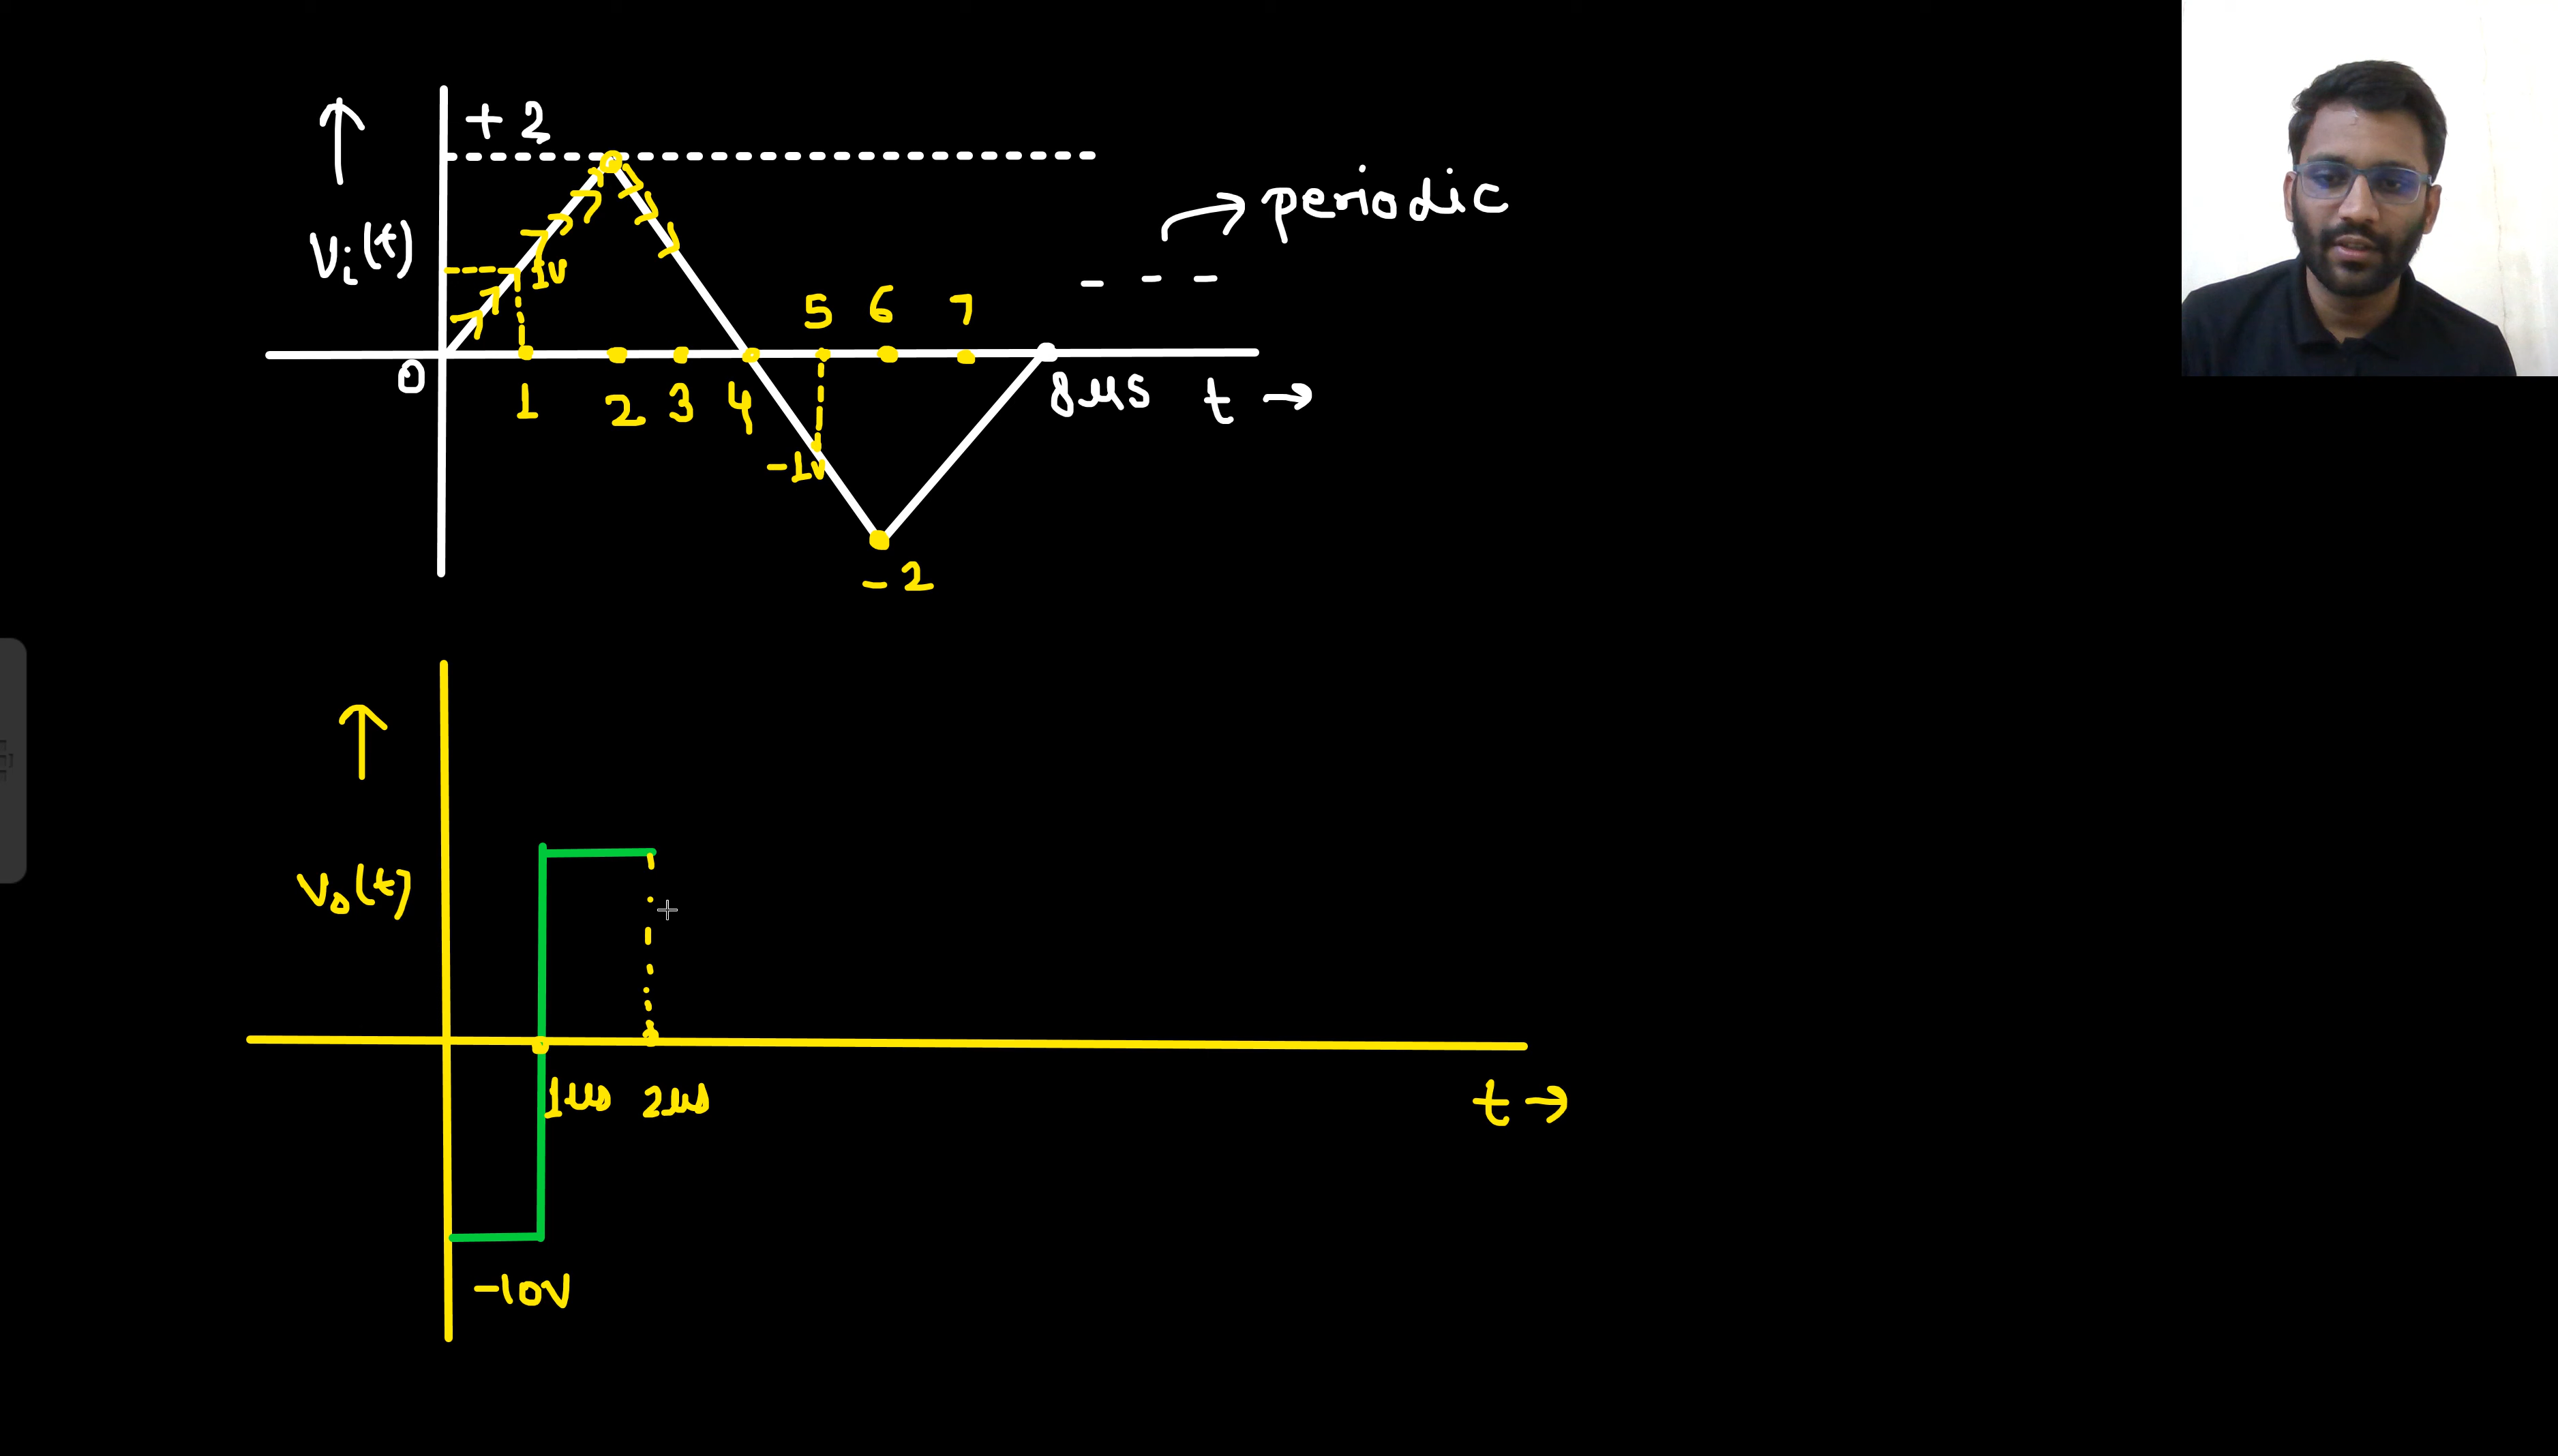 +2
Vi(t)
periodic
1V
0
1
2
3
4
5
6
7
8μs
t →
-1V
-2
Vo(t)
1μs
2μs
t →
-10V